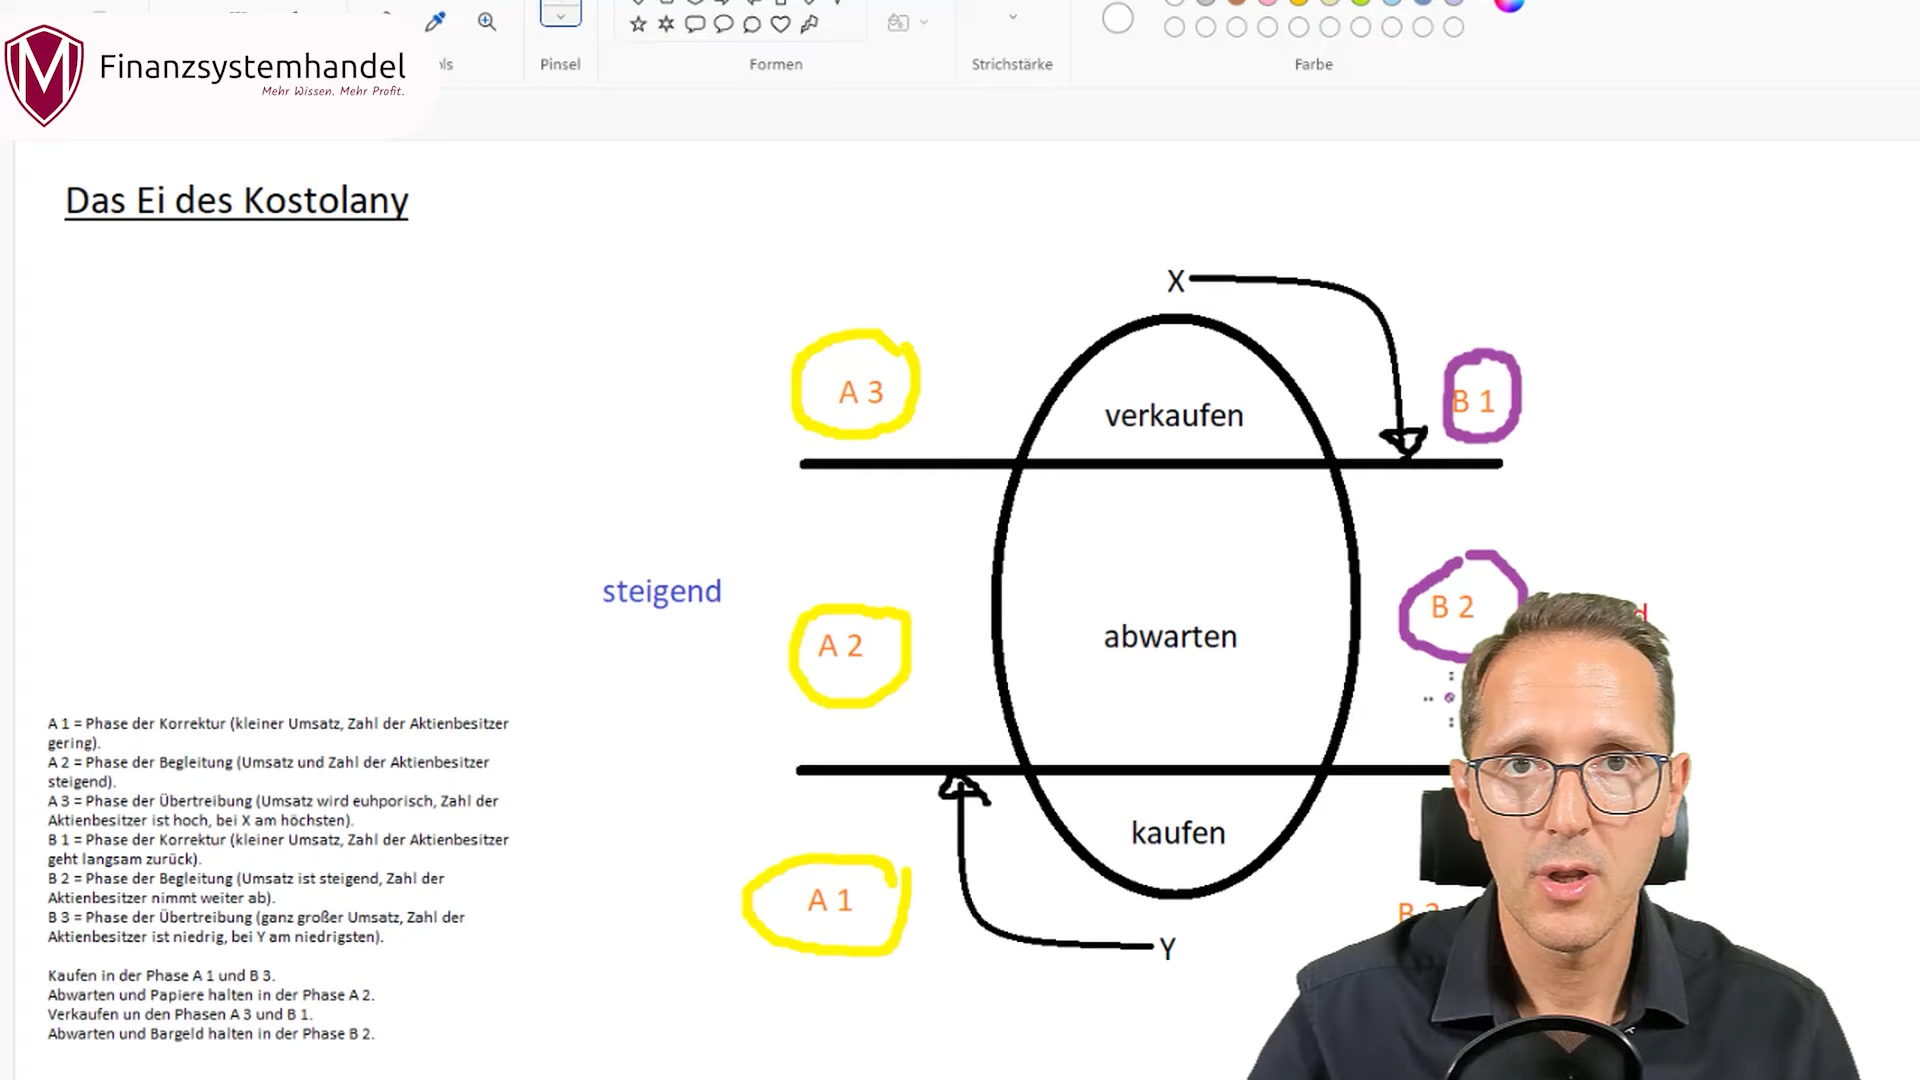 Finanzsystemhandel
Mehr Wissen. Mehr Profit.
Pinsel
Formen
Strichstärke
Farbe
Das Ei des Kostolany
X
A 3
verkaufen
B 1
steigend
A 2
abwarten
B 2
kaufen
A 1
Y
A 1 = Phase der Korrektur (kleiner Umsatz, Zahl der Aktienbesitzer
gering).
A 2 = Phase der Begleitung (Umsatz und Zahl der Aktienbesitzer
steigend).
A 3 = Phase der Übertreibung (Umsatz wird euhporisch, Zahl der
Aktienbesitzer ist hoch, bei X am höchsten).
B 1 = Phase der Korrektur (kleiner Umsatz, Zahl der Aktienbesitzer
geht langsam zurück).
B 2 = Phase der Begleitung (Umsatz ist steigend, Zahl der
Aktienbesitzer nimmt weiter ab).
B 3 = Phase der Übertreibung (ganz großer Umsatz, Zahl der
Aktienbesitzer ist niedrig, bei Y am niedrigsten).
Kaufen in der Phase A 1 und B 3.
Abwarten und Papiere halten in der Phase A 2.
Verkaufen un den Phasen A 3 und B 1.
Abwarten und Bargeld halten in der Phase B 2.